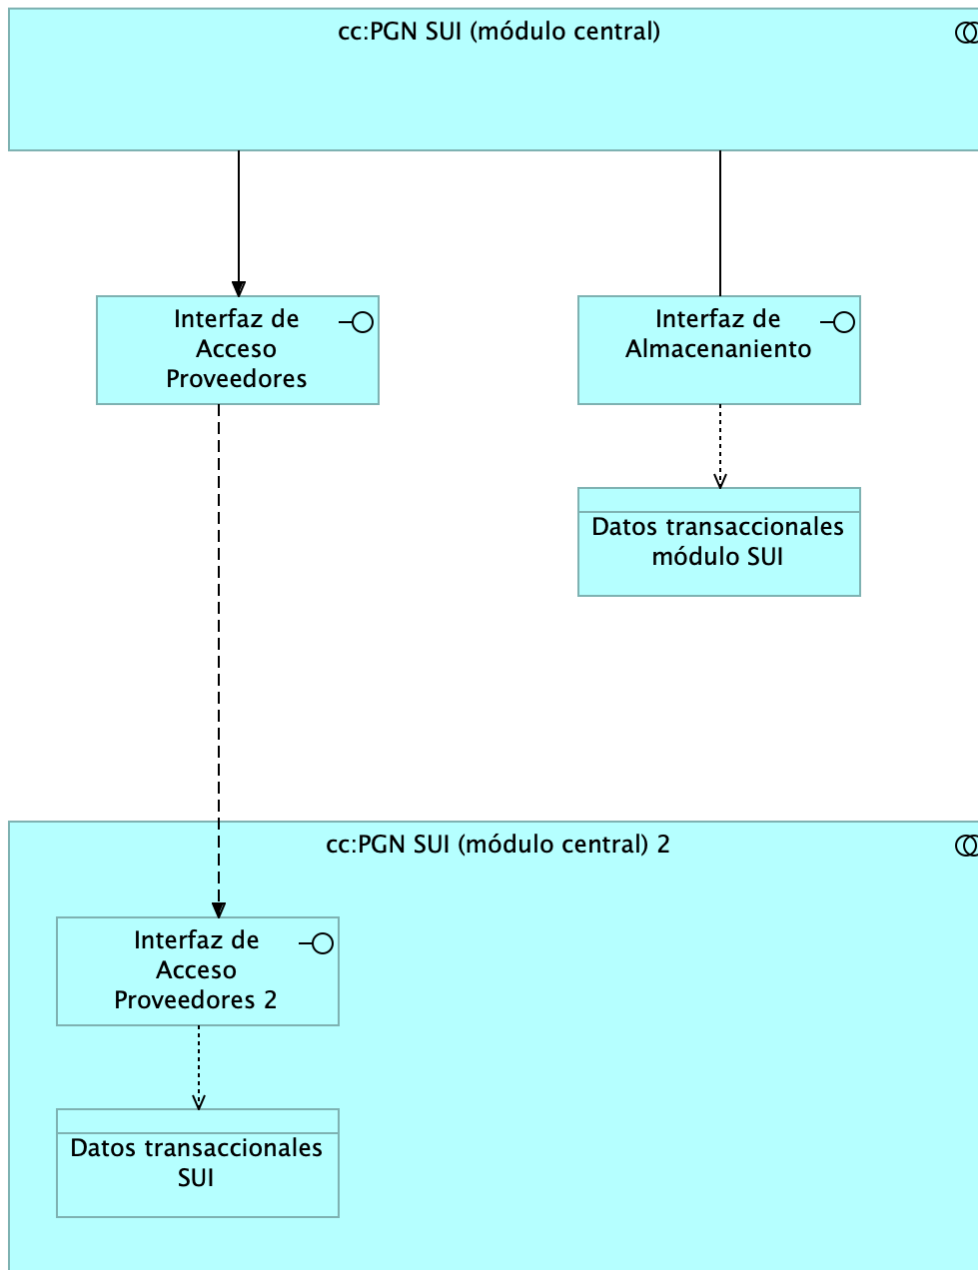 cc:PGN SUI (módulo central)
Interfaz de
Acceso
Proveedores
Interfaz de
Almacenaniento
Datos transaccionales
módulo SUI
cc:PGN SUI (módulo central) 2
Interfaz de
Acceso
Proveedores 2
Datos transaccionales
SUI